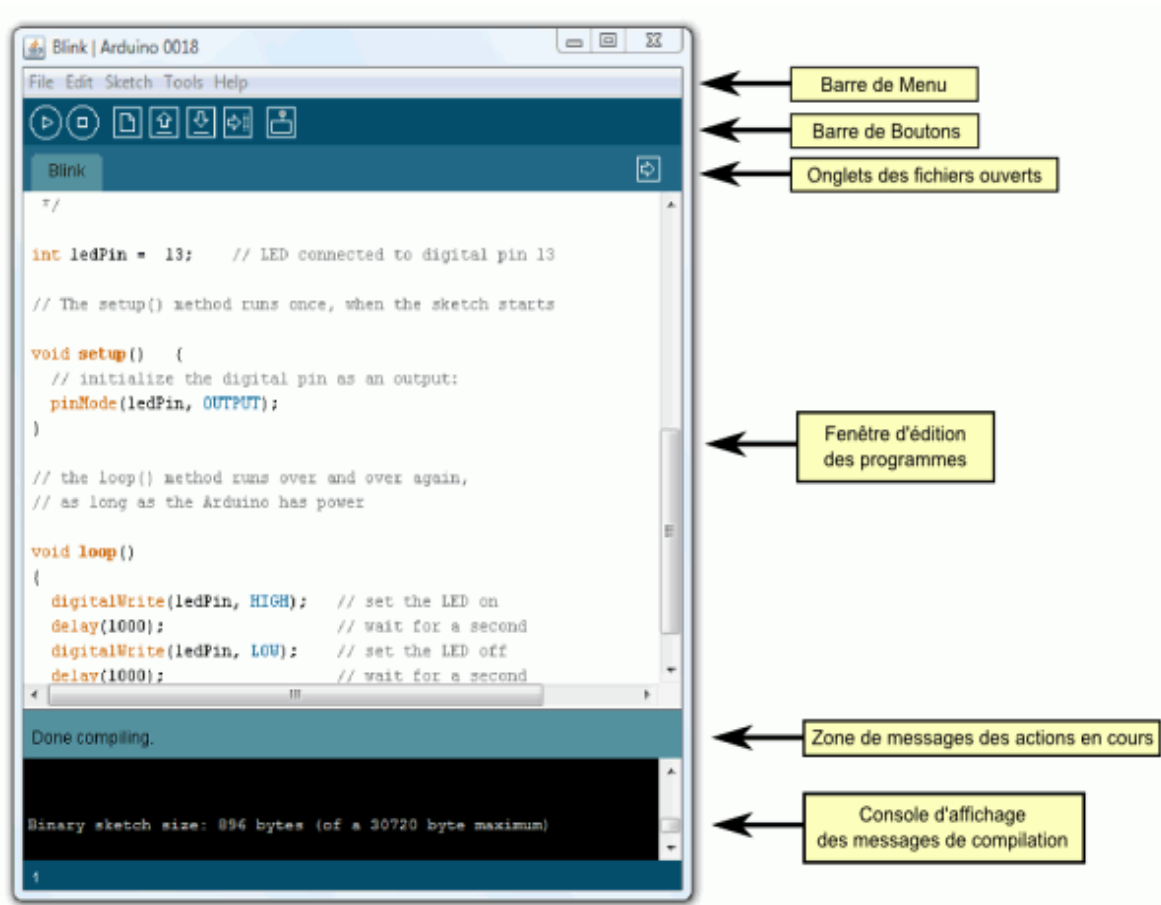 Blink | Arduino 0018
File Edit Sketch Tools Help
Barre de Menu
Barre de Boutons
Blink
Onglets des fichiers ouverts
*/
int ledPin = 13;    // LED connected to digital pin 13
// The setup() method runs once, when the sketch starts
void setup()   {
// initialize the digital pin as an output:
pinMode(ledPin, OUTPUT);
}
Fenêtre d'édition
des programmes
// the loop() method runs over and over again,
// as long as the Arduino has power
void loop()
{
digitalWrite(ledPin, HIGH);   // set the LED on
delay(1000);                  // wait for a second
digitalWrite(ledPin, LOW);    // set the LED off
delay(1000);                  // wait for a second
Done compiling.
Zone de messages des actions en cours
Binary sketch size: 896 bytes (of a 30720 byte maximum)
Console d'affichage
des messages de compilation
1